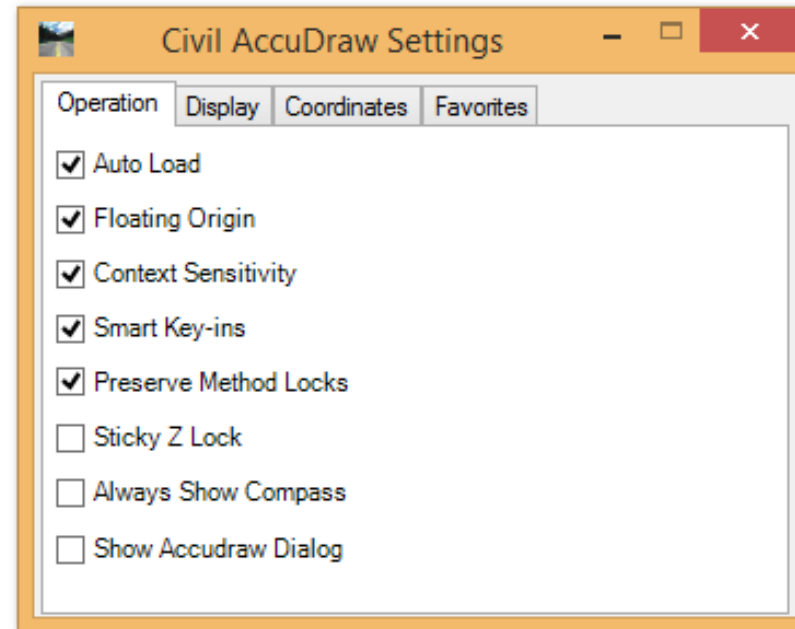 Civil AccuDraw Settings
Operation Display Coordinates Favorites
Auto Load
Floating Origin
Context Sensitivity
Smart Key-ins
Preserve Method Locks
Sticky Z Lock
Always Show Compass
Show Accudraw Dialog